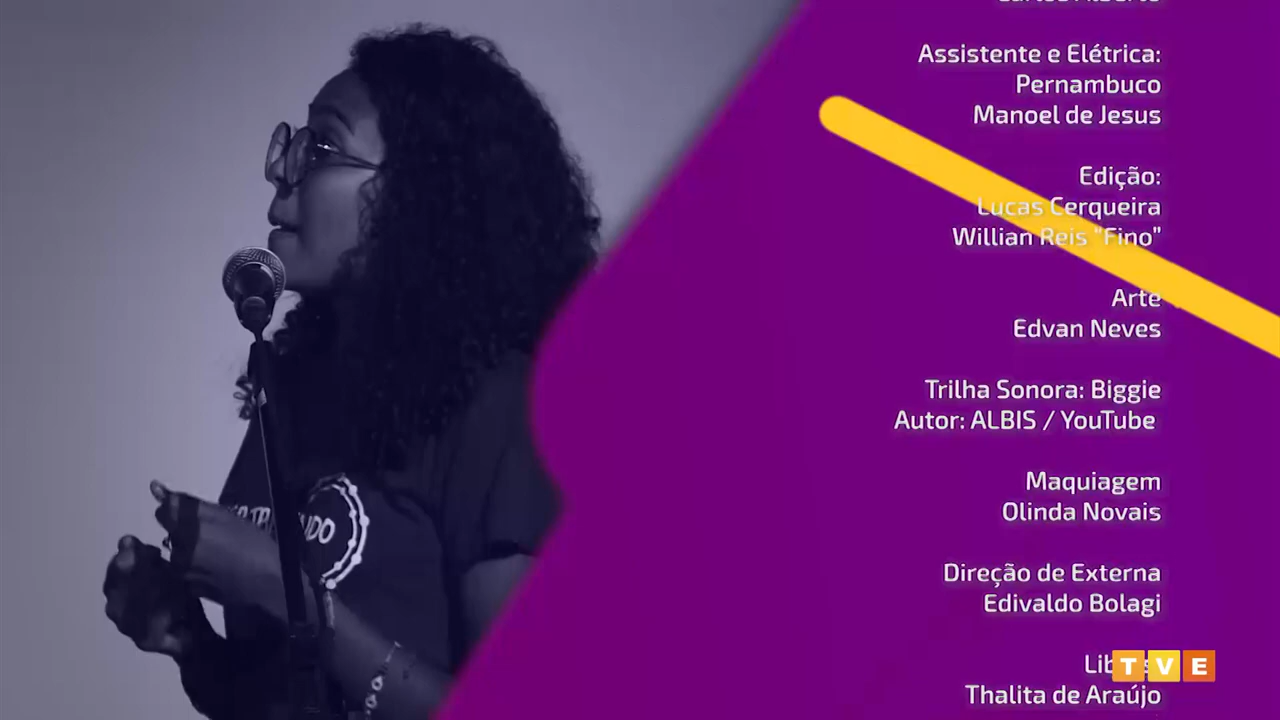 Assistente e Elétrica:
Pernambuco
Manoel de Jesus
Edição:
Lucas Cerqueira
Willian Reis “Fino”
Arte
Edvan Neves
Trilha Sonora: Biggie
Autor: ALBIS / YouTube
Maquiagem
Olinda Novais
Direção de Externa
Edivaldo Bolagi
TVE
Thalita de Araújo